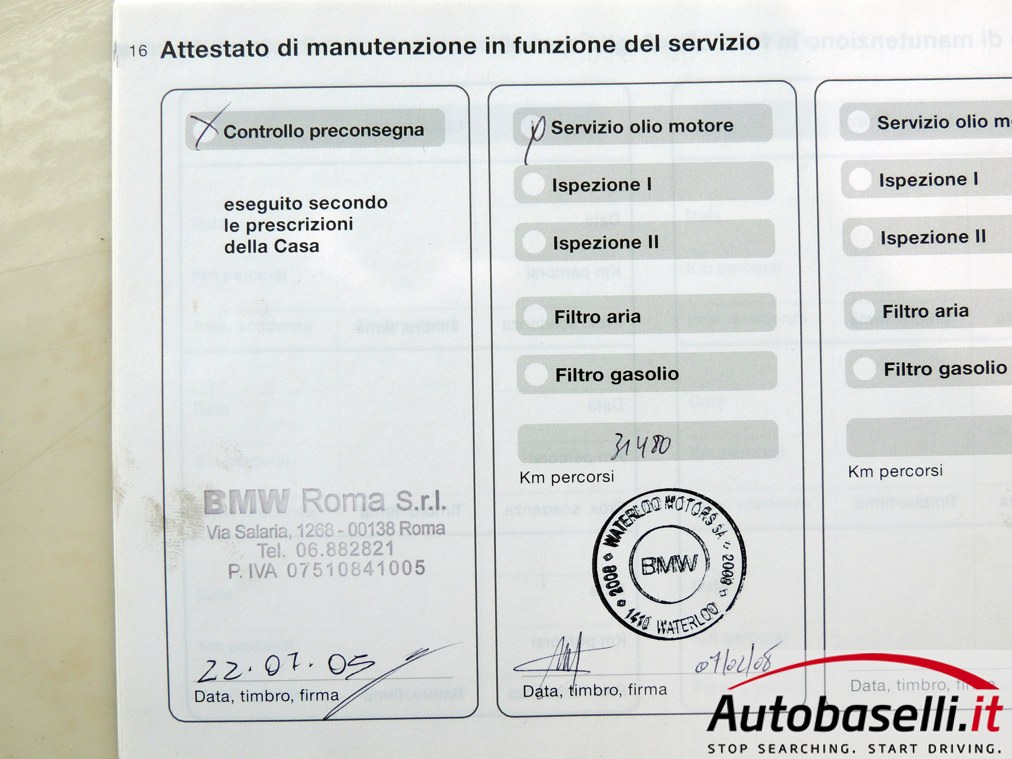 16 Attestato di manutenzione in funzione del servizio
Controllo preconsegna
eseguito secondo
le prescrizioni
della Casa
BMW Roma S.r.l.
Via Salaria, 1268 - 00138 Roma
Tel. 06.882821
P. IVA 07510841005
22.07.05
Data, timbro, firma
Servizio olio motore
Ispezione I
Ispezione II
Filtro aria
Filtro gasolio
31480
Km percorsi
WATERLOO MOTORS SA
2008 2008
BMW
1410 WATERLOO
07/02/08
Data, timbro, firma
Servizio olio m
Ispezione I
Ispezione II
Filtro aria
Filtro gasolio
Km percorsi
Data, timbro, firma
Autobaselli.it
STOP SEARCHING. START DRIVING.